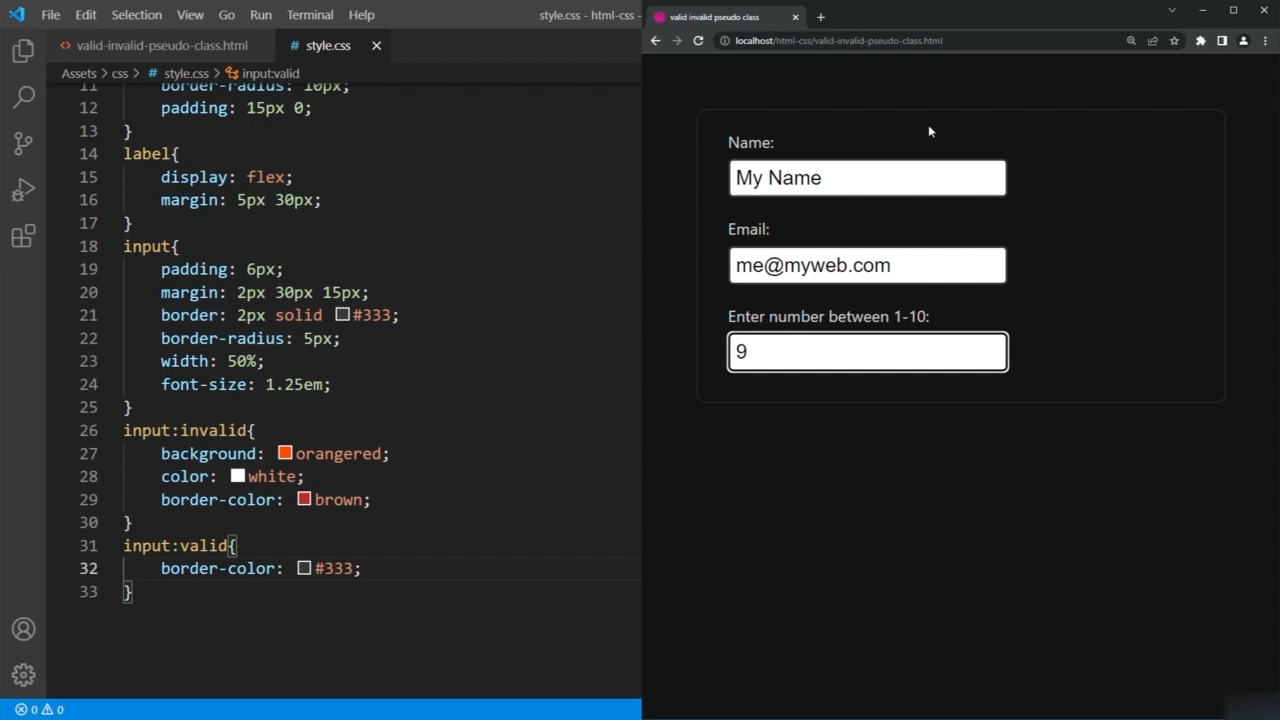 File Edit Selection View Go Run Terminal Help style.css - html-css -
valid-invalid-pseudo-class.html # style.css
Assets > css > # style.css > input:valid
11 border-radius: 10px;
12 padding: 15px 0;
13 }
14 label{
15 display: flex;
16 margin: 5px 30px;
17 }
18 input{
19 padding: 6px;
20 margin: 2px 30px 15px;
21 border: 2px solid #333;
22 border-radius: 5px;
23 width: 50%;
24 font-size: 1.25em;
25 }
26 input:invalid{
27 background: orangered;
28 color: white;
29 border-color: brown;
30 }
31 input:valid{
32 border-color: #333;
33 }
0 0
valid invalid pseudo class
localhost/html-css/valid-invalid-pseudo-class.html
Name:
My Name
Email:
me@myweb.com
Enter number between 1-10:
9